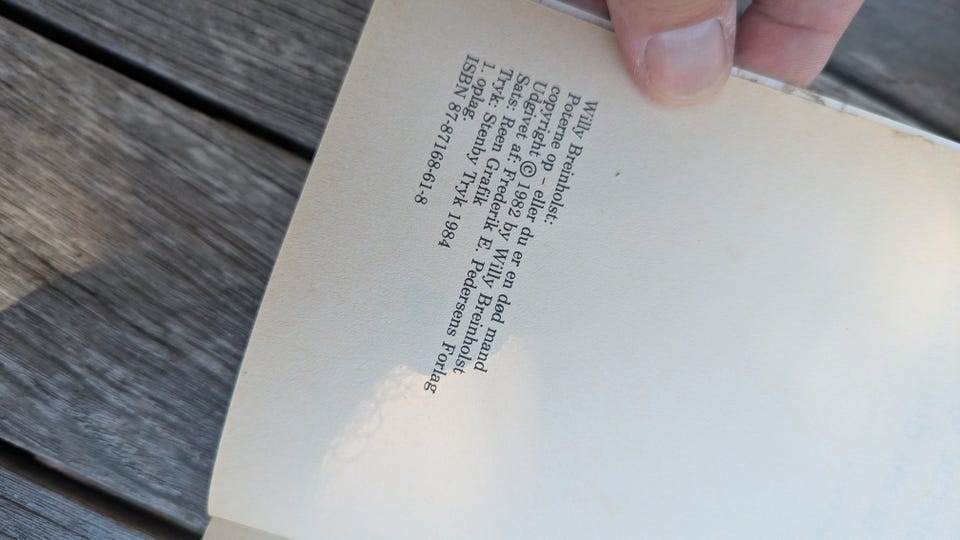 Willy Breinholst:
Poterne op - eller du er en død mand
copyright © 1982 by Willy Breinholst
Udgivet af: Frederik E. Pedersens Forlag
Sats: Reen Grafik
Tryk: Stenby Tryk 1984
1. oplag.
ISBN 87-87168-61-8